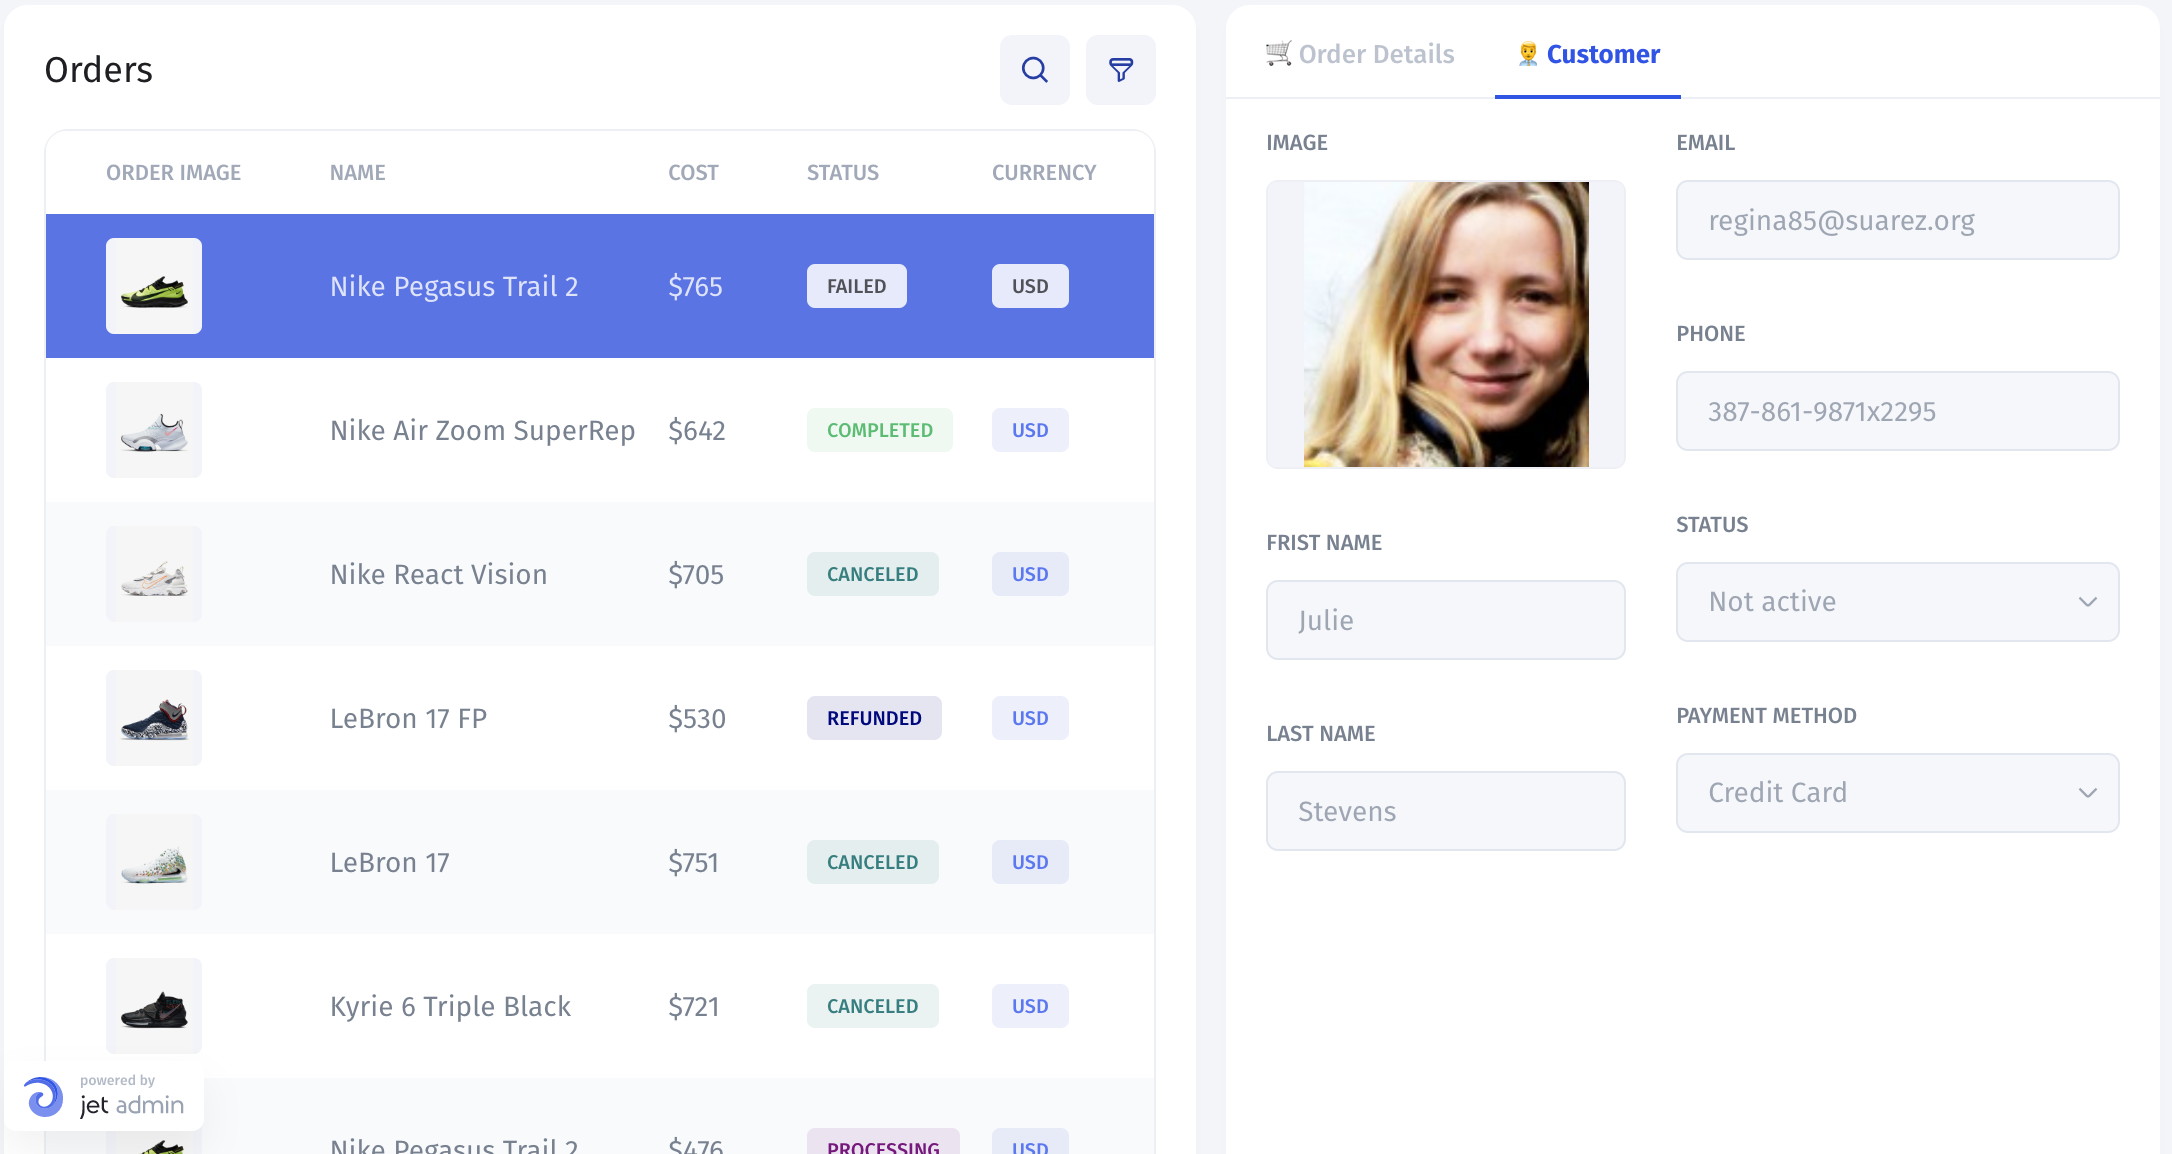 Orders
ORDER IMAGE NAME COST STATUS CURRENCY
Nike Pegasus Trail 2 $765 FAILED USD
Nike Air Zoom SuperRep $642 COMPLETED USD
Nike React Vision $705 CANCELED USD
LeBron 17 FP $530 REFUNDED USD
LeBron 17 $751 CANCELED USD
Kyrie 6 Triple Black $721 CANCELED USD
Nike Pegasus Trail 2 $476 PROCESSING USD
powered by
jet admin
Order Details Customer
IMAGE
FRIST NAME
Julie
LAST NAME
Stevens
EMAIL
regina85@suarez.org
PHONE
387-861-9871x2295
STATUS
Not active
PAYMENT METHOD
Credit Card